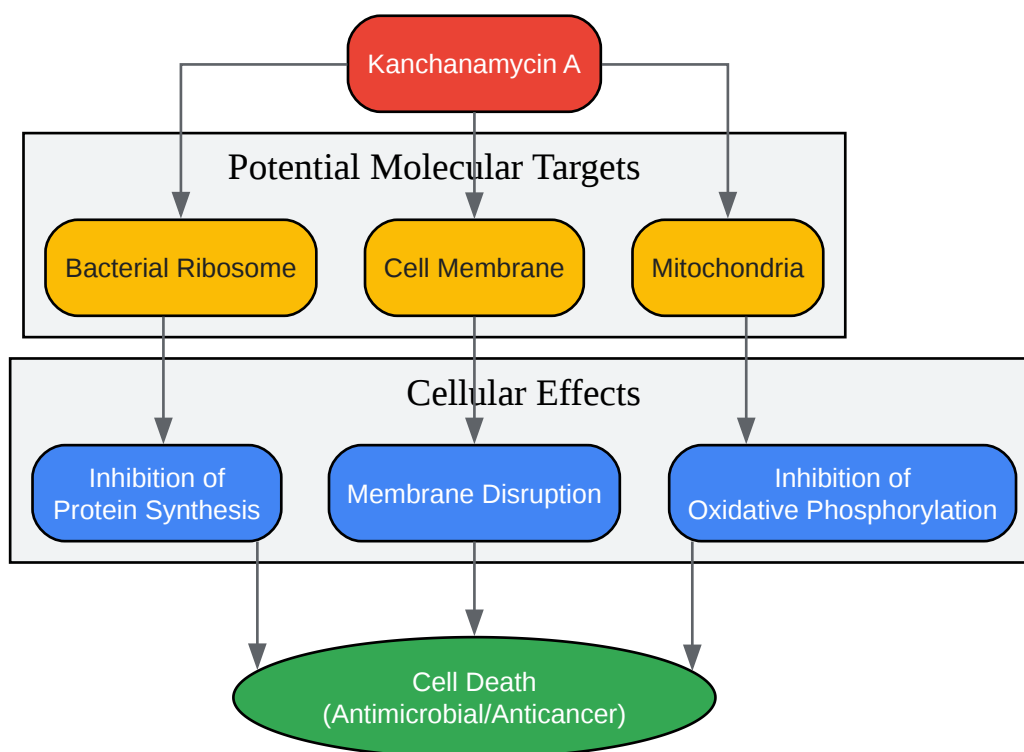 Kanchanamycin A
Potential Molecular Targets
Bacterial Ribosome
Cell Membrane
Mitochondria
Cellular Effects
Inhibition of
Protein Synthesis
Membrane Disruption
Inhibition of
Oxidative Phosphorylation
Cell Death
(Antimicrobial/Anticancer)